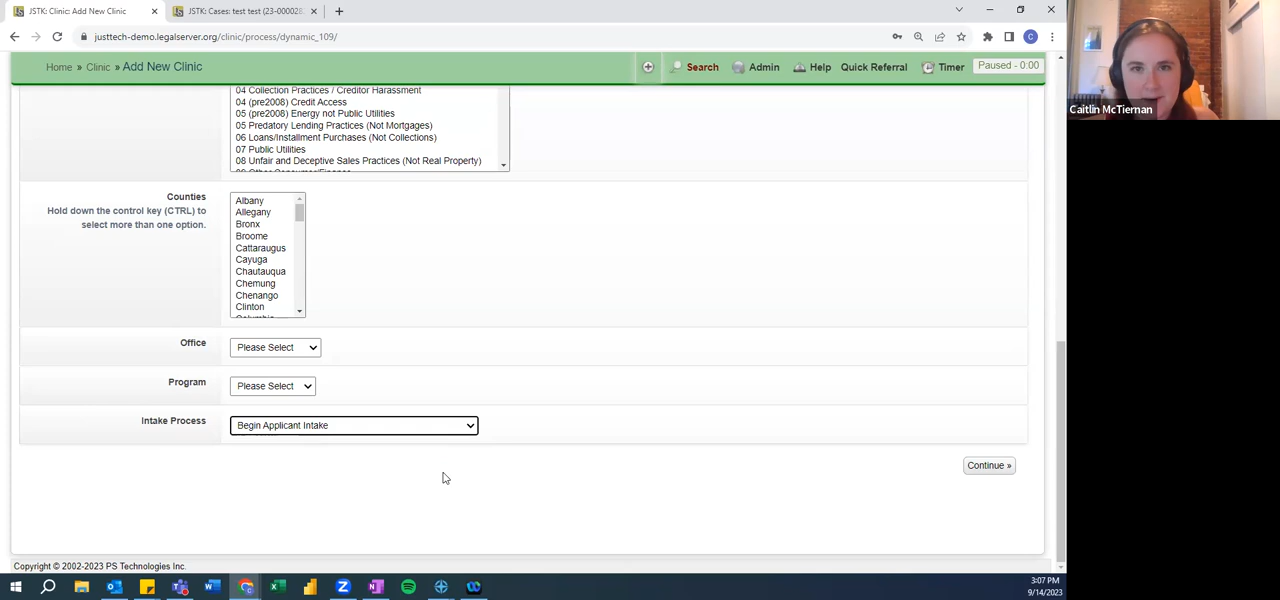 JSTK: Clinic: Add New Clinic
JSTK: Cases: test test (23-0000283
justtech-demo.legalserver.org/clinic/process/dynamic_109/
C
Home » Clinic » Add New Clinic
Search
Admin
Help
Quick Referral
Timer
Paused - 0:00
Caitlin McTiernan
04 Collection Practices / Creditor Harassment
04 (pre2008) Credit Access
05 (pre2008) Energy not Public Utilities
05 Predatory Lending Practices (Not Mortgages)
06 Loans/Installment Purchases (Not Collections)
07 Public Utilities
08 Unfair and Deceptive Sales Practices (Not Real Property)
Counties
Hold down the control key (CTRL) to
select more than one option.
Albany
Allegany
Bronx
Broome
Cattaraugus
Cayuga
Chautauqua
Chemung
Chenango
Clinton
Office
Please Select
Program
Please Select
Intake Process
Begin Applicant Intake
Continue »
Copyright © 2002-2023 PS Technologies Inc.
3:07 PM
9/14/2023